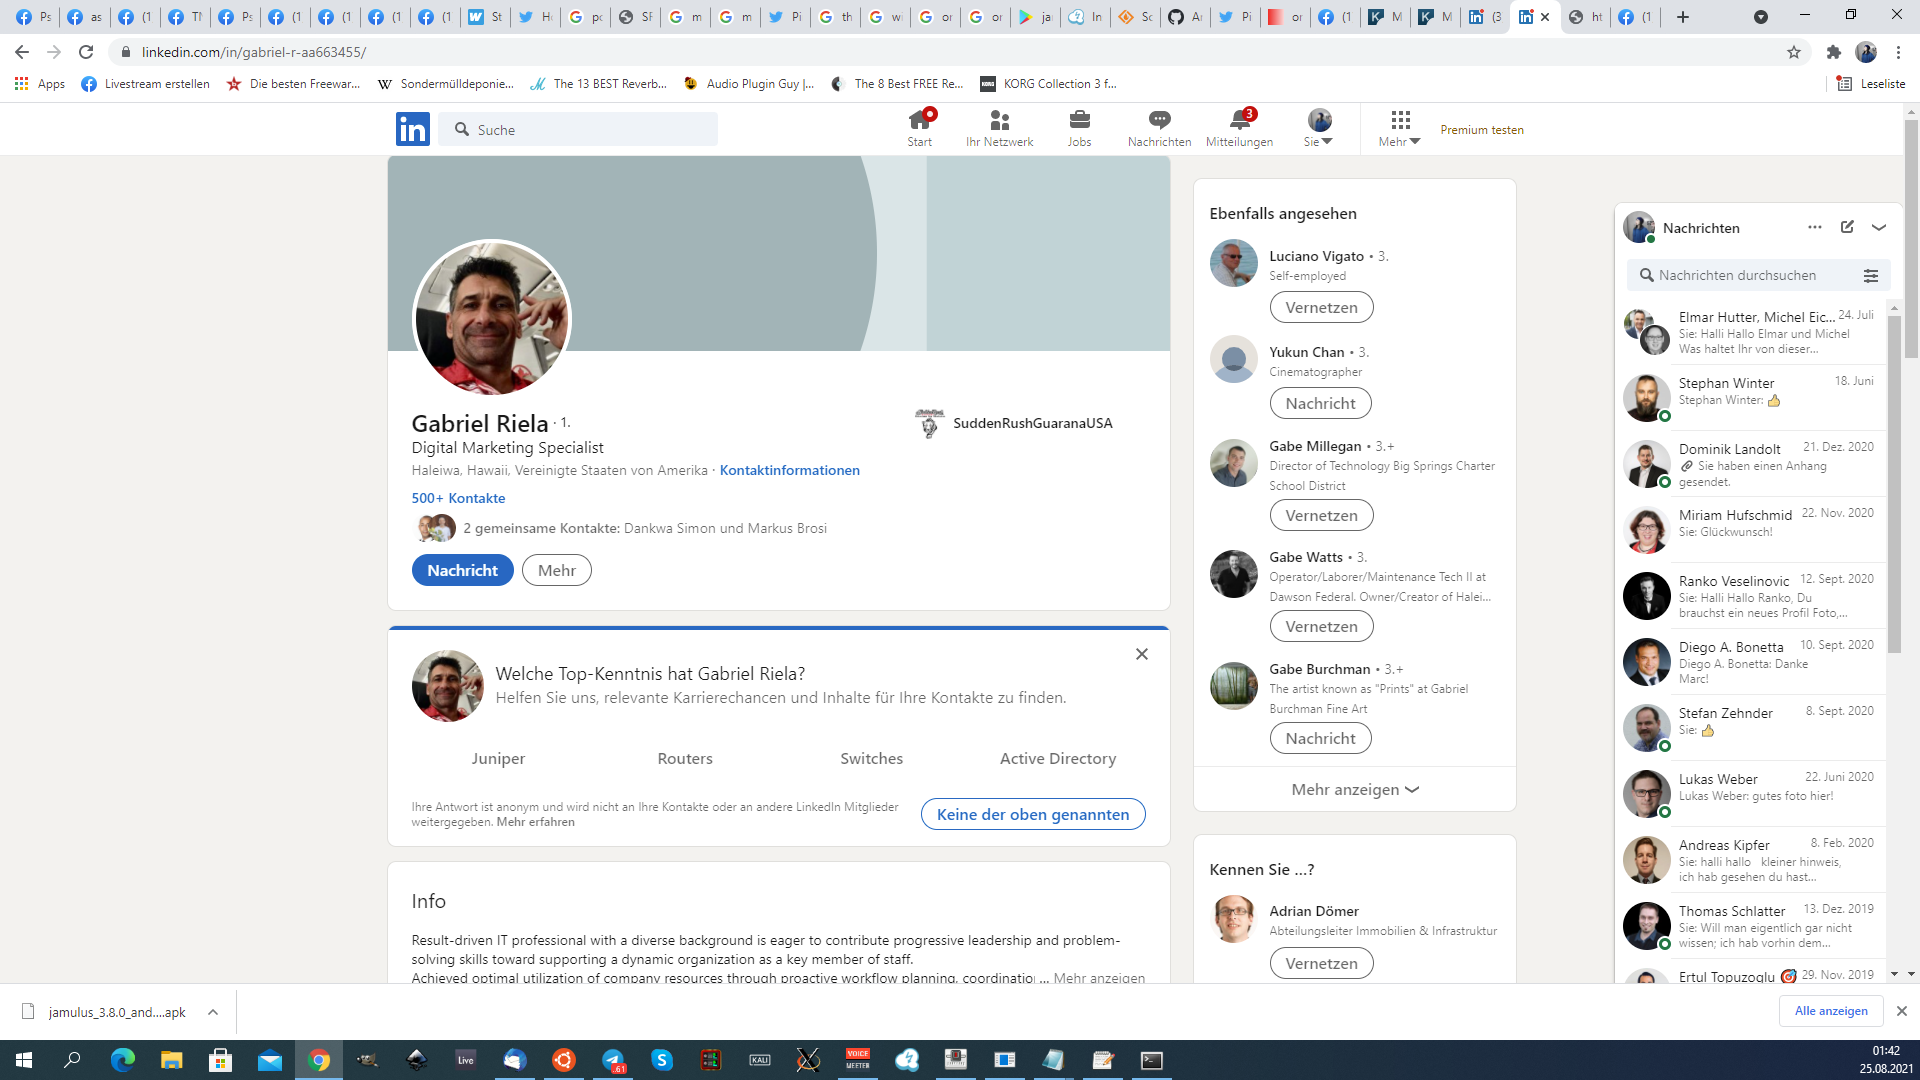 Ps
as
(1
TI
Ps
(1
(1
(1
(1
St
Ho
po
SF
m
m
Pi
th
wi
or
or
ja
In
Sc
Ar
Pi
or
(1
M
M
(3
ht
(1
linkedin.com/in/gabriel-r-aa663455/
Apps
Livestream erstellen
Die besten Freewar...
Sondermülldeponie...
The 13 BEST Reverb...
Audio Plugin Guy |...
The 8 Best FREE Re...
KORG Collection 3 f...
Leseliste
in
Suche
Start
Ihr Netzwerk
Jobs
Nachrichten
3
Mitteilungen
Sie
Mehr
Premium testen
Gabriel Riela · 1.
Digital Marketing Specialist
Haleiwa, Hawaii, Vereinigte Staaten von Amerika · Kontaktinformationen
500+ Kontakte
2 gemeinsame Kontakte: Dankwa Simon und Markus Brosi
Nachricht
Mehr
SuddenRushGuaranaUSA
Welche Top-Kenntnis hat Gabriel Riela?
Helfen Sie uns, relevante Karrierechancen und Inhalte für Ihre Kontakte zu finden.
Juniper
Routers
Switches
Active Directory
Ihre Antwort ist anonym und wird nicht an Ihre Kontakte oder an andere LinkedIn Mitglieder
weitergegeben. Mehr erfahren
Keine der oben genannten
Info
Result-driven IT professional with a diverse background is eager to contribute progressive leadership and problem-
solving skills toward supporting a dynamic organization as a key member of staff.
Achieved optimal utilization of company resources through proactive workflow planning, coordination ... Mehr anzeigen
Ebenfalls angesehen
Luciano Vigato • 3.
Self-employed
Vernetzen
Yukun Chan • 3.
Cinematographer
Nachricht
Gabe Millegan • 3.+
Director of Technology Big Springs Charter
School District
Vernetzen
Gabe Watts • 3.
Operator/Laborer/Maintenance Tech II at
Dawson Federal. Owner/Creator of Halei...
Vernetzen
Gabe Burchman • 3.+
The artist known as "Prints" at Gabriel
Burchman Fine Art
Nachricht
Mehr anzeigen
Kennen Sie ...?
Adrian Dömer
Abteilungsleiter Immobilien & Infrastruktur
Vernetzen
Nachrichten
Nachrichten durchsuchen
Elmar Hutter, Michel Eic... 24. Juli
Sie: Halli Hallo Elmar und Michel
Was haltet Ihr von dieser...
Stephan Winter 18. Juni
Stephan Winter: 👍
Dominik Landolt 21. Dez. 2020
Sie haben einen Anhang
gesendet.
Miriam Hufschmid 22. Nov. 2020
Sie: Glückwunsch!
Ranko Veselinovic 12. Sept. 2020
Sie: Halli Hallo Ranko, Du
brauchst ein neues Profil Foto,...
Diego A. Bonetta 10. Sept. 2020
Diego A. Bonetta: Danke
Marc!
Stefan Zehnder 8. Sept. 2020
Sie: 👍
Lukas Weber 22. Juni 2020
Lukas Weber: gutes foto hier!
Andreas Kipfer 8. Feb. 2020
Sie: halli hallo kleiner hinweis,
ich hab gesehen du hast...
Thomas Schlatter 13. Dez. 2019
Sie: Will man eigentlich gar nicht
wissen; ich hab vorhin dem...
Ertul Topuzoglu 🎯 29. Nov. 2019
jamulus_3.8.0_and....apk
Alle anzeigen
Live
.61
KALI
VOICE
MEETER
01:42
25.08.2021